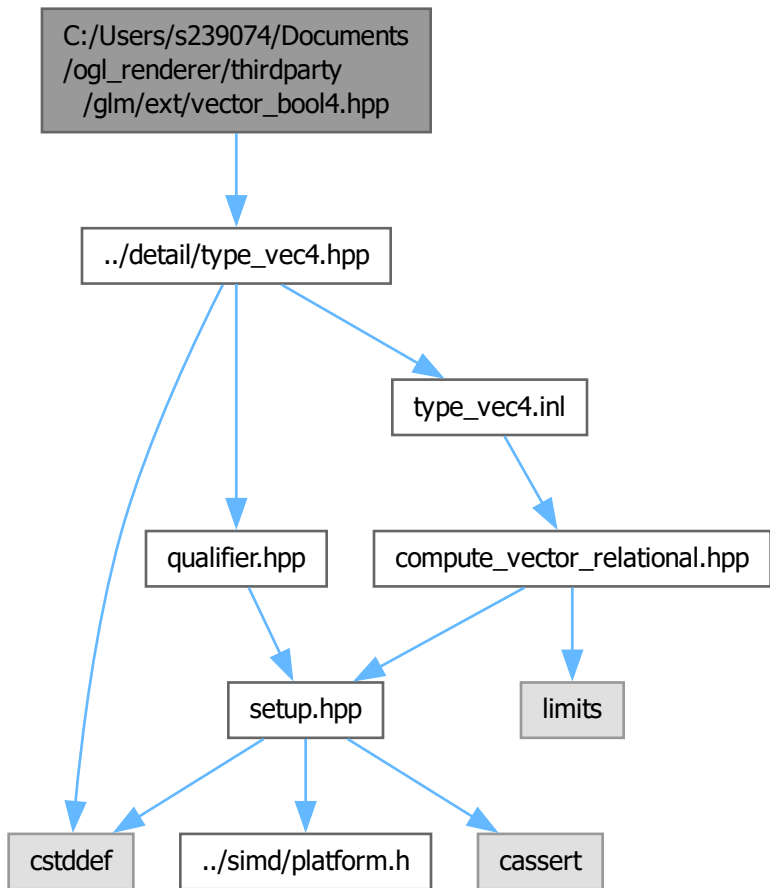 C:/Users/s239074/Documents
/ogl_renderer/thirdparty
/glm/ext/vector_bool4.hpp
../detail/type_vec4.hpp
type_vec4.inl
qualifier.hpp
compute_vector_relational.hpp
setup.hpp
limits
cstddef
../simd/platform.h
cassert